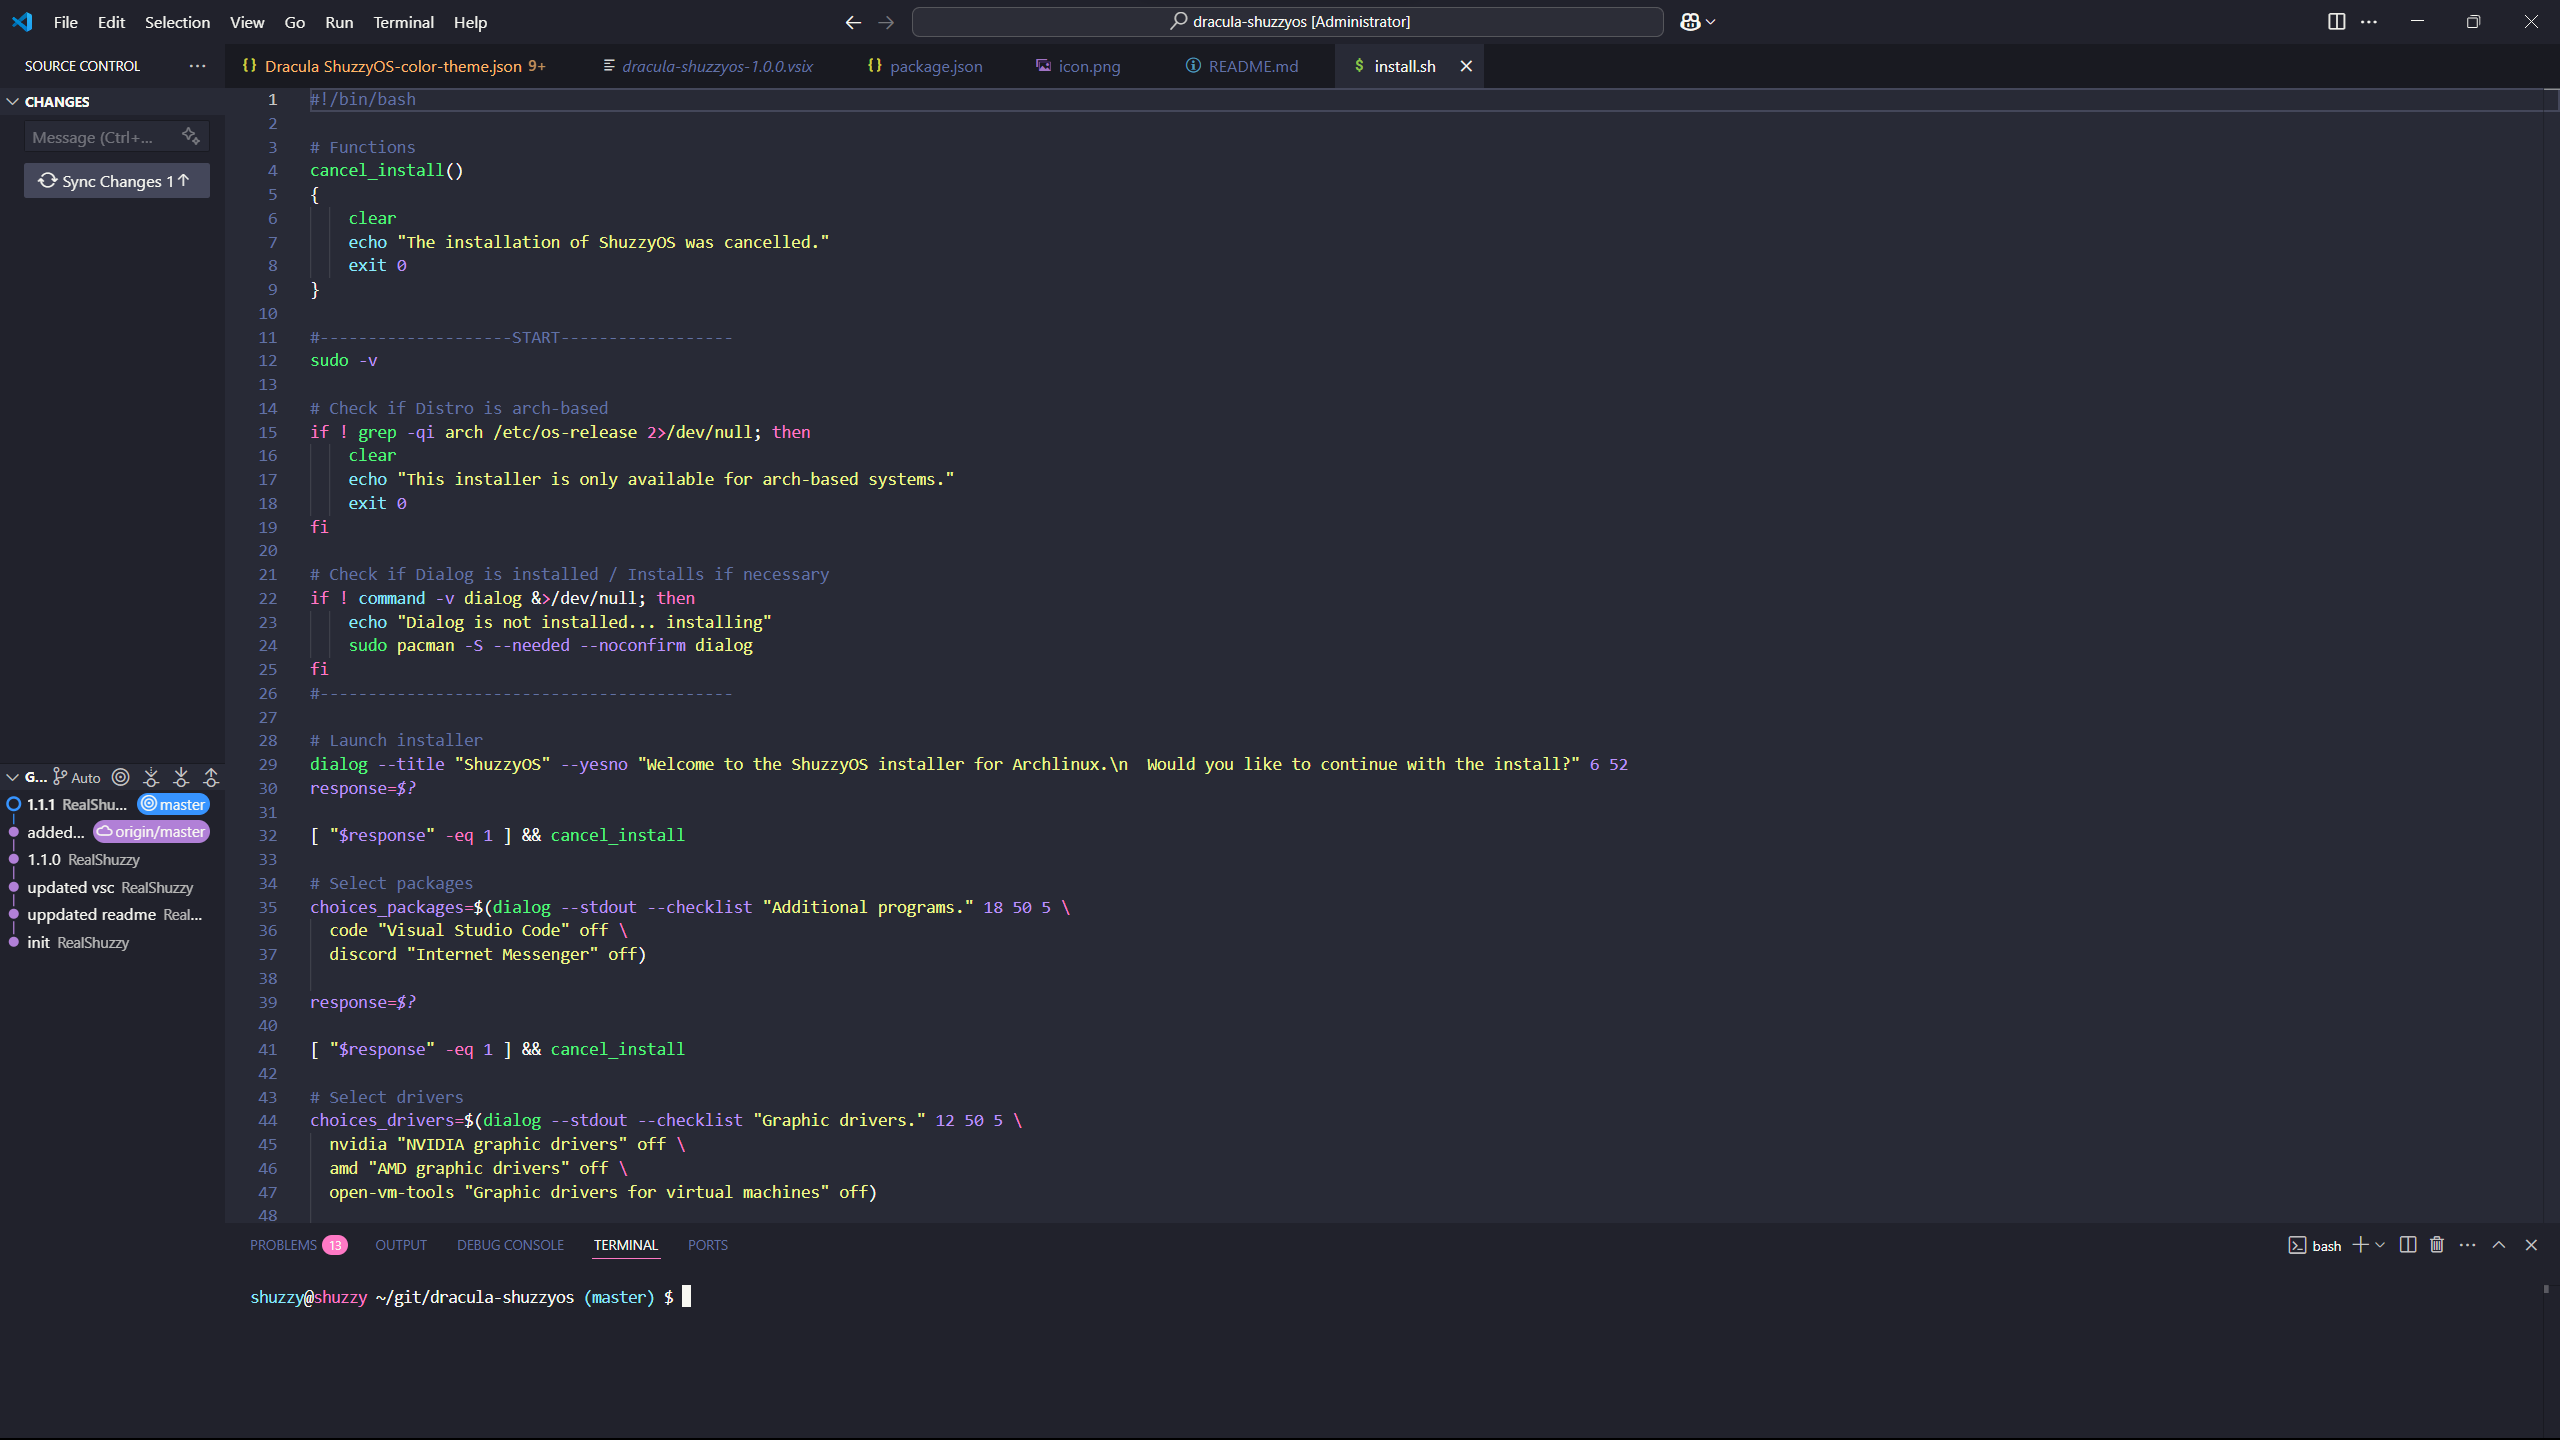 File Edit Selection View Go Run Terminal Help
dracula-shuzzyos [Administrator]
SOURCE CONTROL
Dracula ShuzzyOS-color-theme.json 9+
dracula-shuzzyos-1.0.0.vsix
package.json
icon.png
README.md
install.sh
CHANGES
Message (Ctrl+...
Sync Changes 1↑
G... Auto
1.1.1 RealShu... master
added... origin/master
1.1.0 RealShuzzy
updated vsc RealShuzzy
uppdated readme Real...
init RealShuzzy
1 #!/bin/bash
2
3 # Functions
4 cancel_install()
5 {
6 clear
7 echo "The installation of ShuzzyOS was cancelled."
8 exit 0
9 }
10
11 #--------------------START------------------
12 sudo -v
13
14 # Check if Distro is arch-based
15 if ! grep -qi arch /etc/os-release 2>/dev/null; then
16 clear
17 echo "This installer is only available for arch-based systems."
18 exit 0
19 fi
20
21 # Check if Dialog is installed / Installs if necessary
22 if ! command -v dialog &>/dev/null; then
23 echo "Dialog is not installed... installing"
24 sudo pacman -S --needed --noconfirm dialog
25 fi
26 #-------------------------------------------
27
28 # Launch installer
29 dialog --title "ShuzzyOS" --yesno "Welcome to the ShuzzyOS installer for Archlinux.\n  Would you like to continue with the install?" 6 52
30 response=$?
31
32 [ "$response" -eq 1 ] && cancel_install
33
34 # Select packages
35 choices_packages=$(dialog --stdout --checklist "Additional programs." 18 50 5 \
36 code "Visual Studio Code" off \
37 discord "Internet Messenger" off)
38
39 response=$?
40
41 [ "$response" -eq 1 ] && cancel_install
42
43 # Select drivers
44 choices_drivers=$(dialog --stdout --checklist "Graphic drivers." 12 50 5 \
45 nvidia "NVIDIA graphic drivers" off \
46 amd "AMD graphic drivers" off \
47 open-vm-tools "Graphic drivers for virtual machines" off)
48
PROBLEMS 13 OUTPUT DEBUG CONSOLE TERMINAL PORTS
bash
shuzzy@shuzzy ~/git/dracula-shuzzyos (master) $